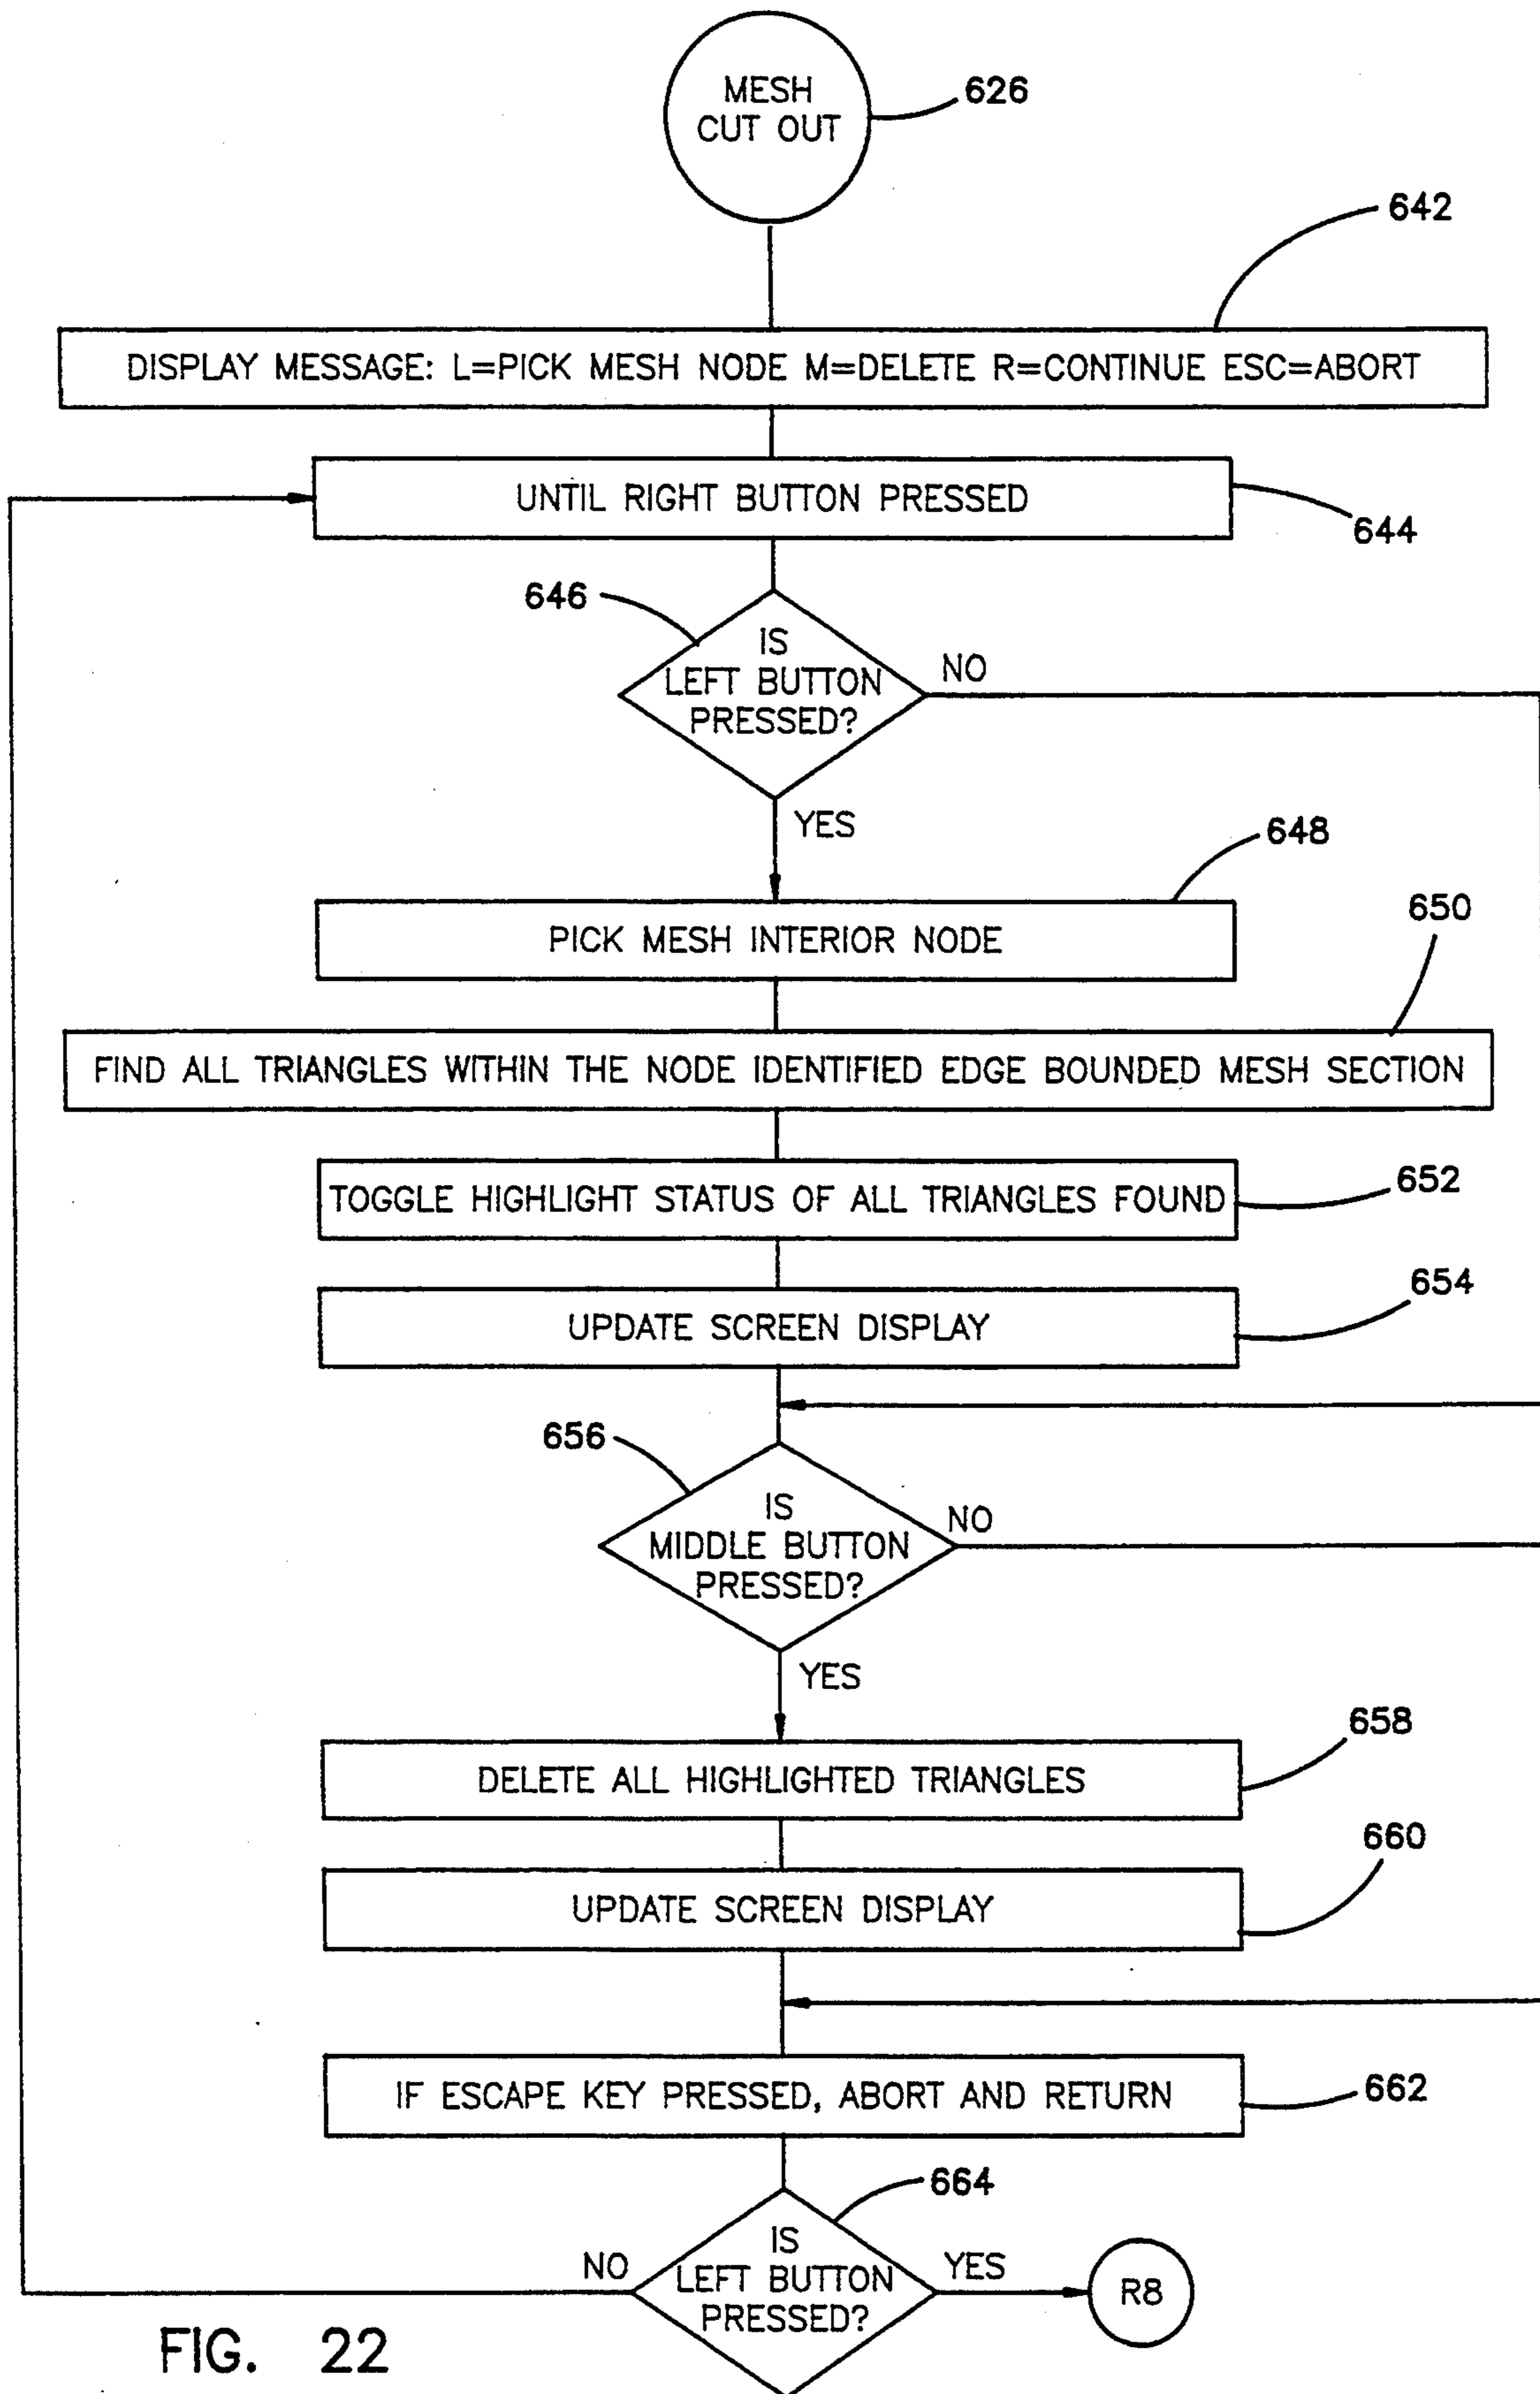 MESH
CUT OUT
626
642
DISPLAY MESSAGE: L=PICK MESH NODE M=DELETE R=CONTINUE ESC=ABORT
UNTIL RIGHT BUTTON PRESSED
644
646
IS
LEFT BUTTON
PRESSED?
NO
YES
648
PICK MESH INTERIOR NODE
650
FIND ALL TRIANGLES WITHIN THE NODE IDENTIFIED EDGE BOUNDED MESH SECTION
TOGGLE HIGHLIGHT STATUS OF ALL TRIANGLES FOUND
652
654
UPDATE SCREEN DISPLAY
656
IS
MIDDLE BUTTON
PRESSED?
NO
YES
658
DELETE ALL HIGHLIGHTED TRIANGLES
660
UPDATE SCREEN DISPLAY
IF ESCAPE KEY PRESSED, ABORT AND RETURN
662
664
IS
LEFT BUTTON
PRESSED?
NO
YES
R8
FIG. 22